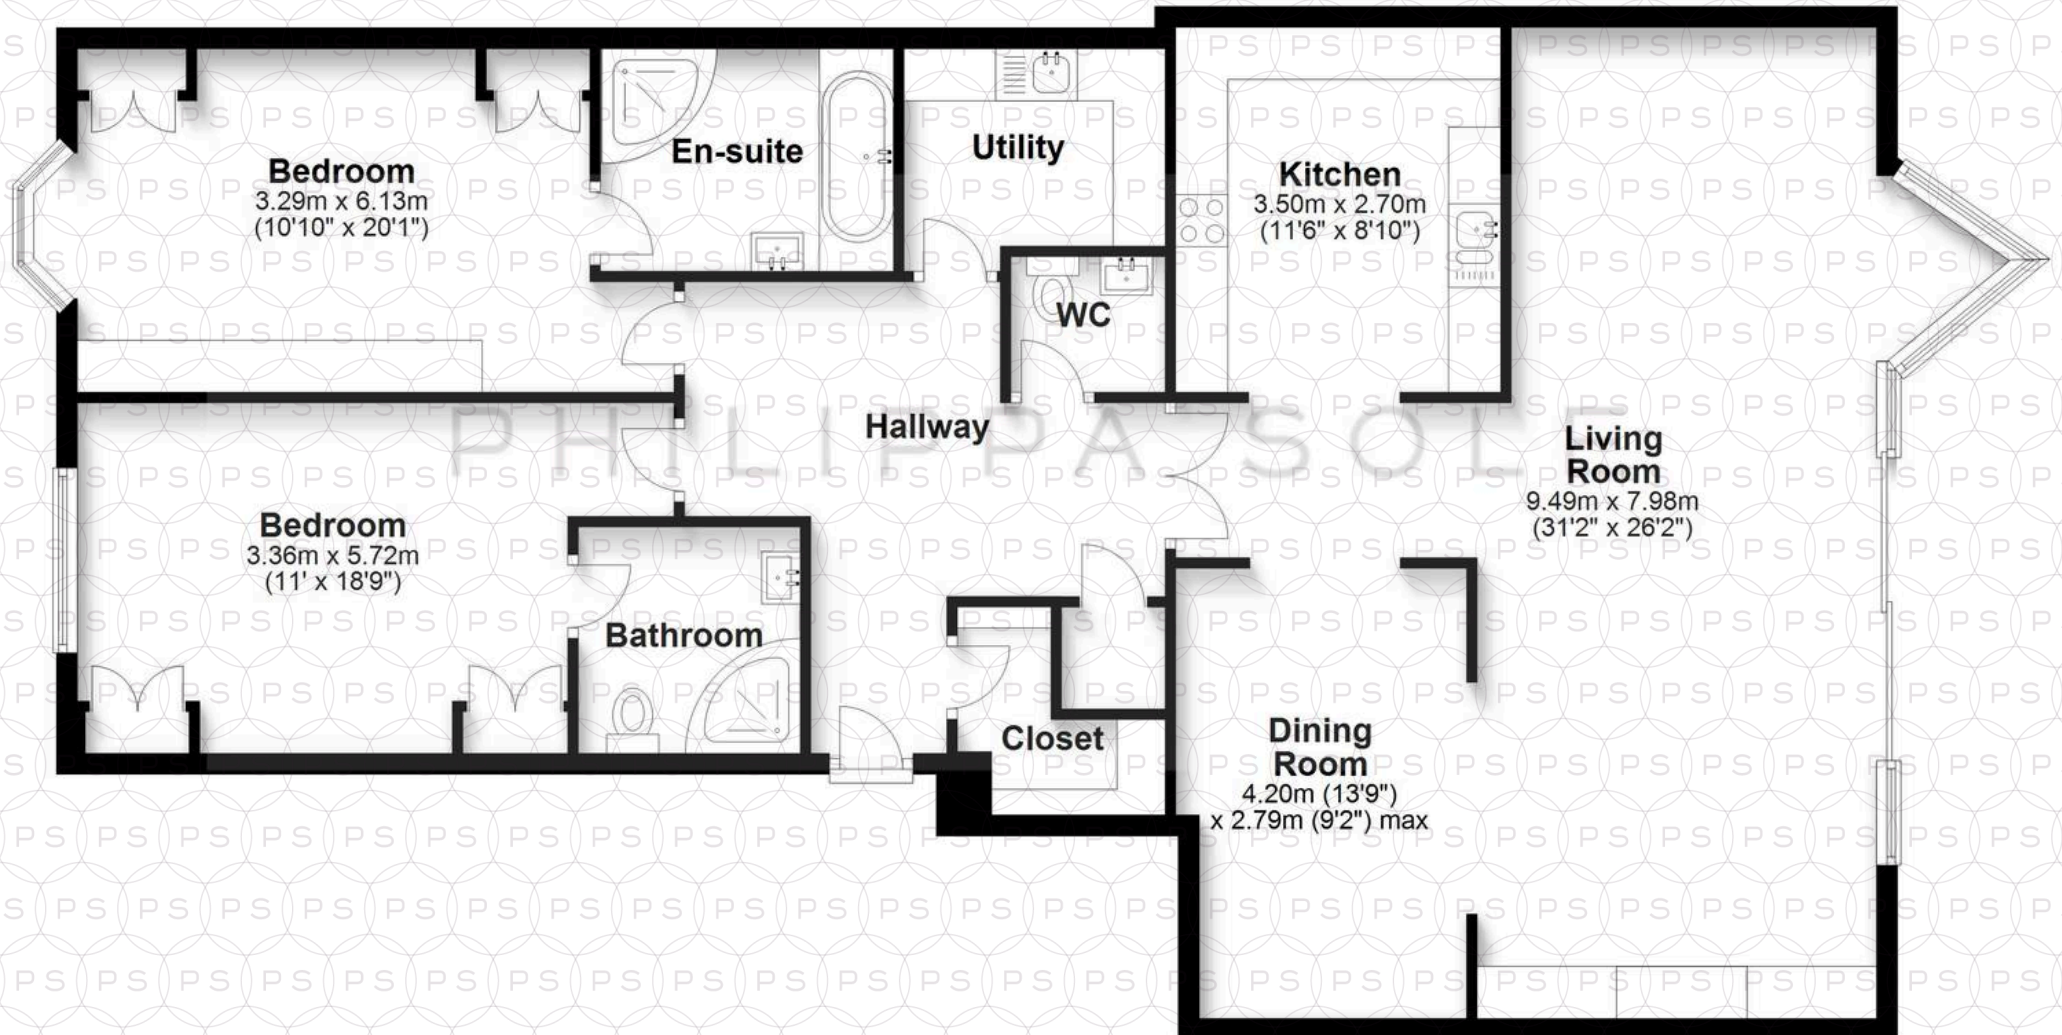 Bedroom
3.29m x 6.13m
(10'10" x 20'1")
En-suite
Utility
Kitchen
3.50m x 2.70m
(11'6" x 8'10")
WC
Hallway
PHILIPPA SOLE
Living
Room
9.49m x 7.98m
(31'2" x 26'2")
Bedroom
3.36m x 5.72m
(11' x 18'9")
Bathroom
Closet
Dining
Room
4.20m (13'9")
x 2.79m (9'2") max